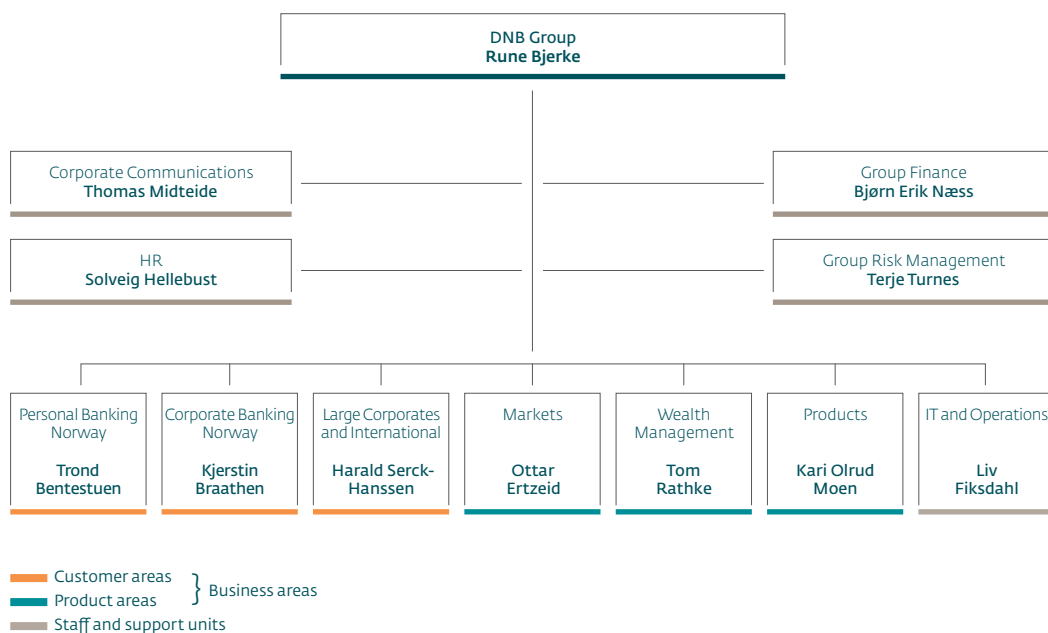 DNB Group
Rune Bjerke
Corporate Communications
Thomas Midteide
Group Finance
Bjørn Erik Næss
HR
Solveig Hellebust
Group Risk Management
Terje Turnes
Personal Banking
Norway
Trond
Bentestuen
Corporate Banking
Norway
Kjerstin
Braathen
Large Corporates
and International
Harald Serck-
Hanssen
Markets
Ottar
Ertzeid
Wealth
Management
Tom
Rathke
Products
Kari Olrud
Moen
IT and Operations
Liv
Fiksdahl
Customer areas
Product areas
} Business areas
Staff and support units